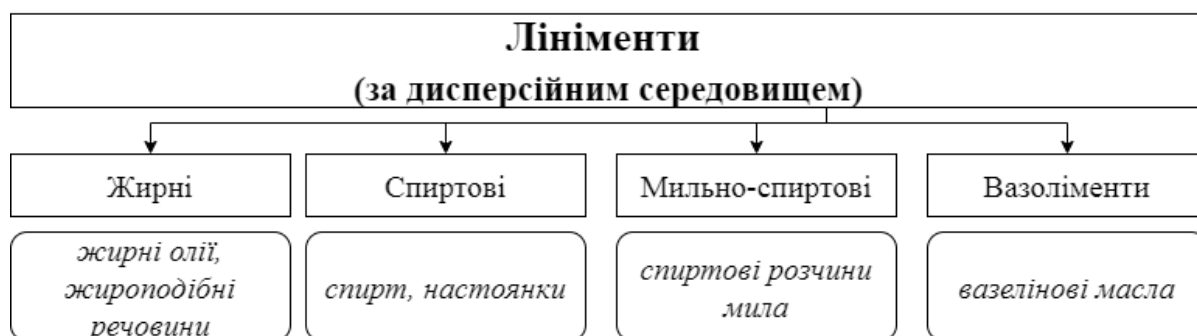 Лініменти
(за дисперсійним середовищем)
Жирні
Спиртові
Мильно-спиртові
Вазоліменти
жирні олії,
жироподібні
речовини
спирт, настоянки
спиртові розчини
мила
вазелінові масла